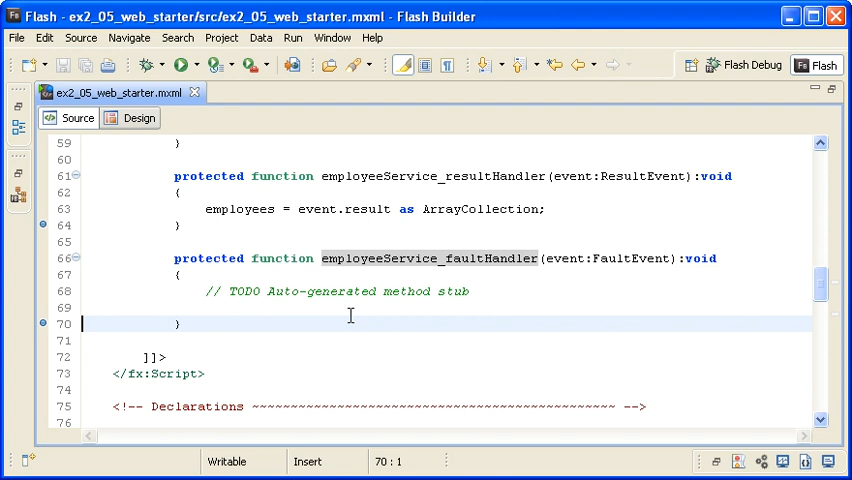 Flash - ex2_05_web_starter/src/ex2_05_web_starter.mxml - Flash Builder
File Edit Source Navigate Search Project Data Run Window Help
Flash Debug Flash
ex2_05_web_starter.mxml
Source Design
59 }
60
61 protected function employeeService_resultHandler(event:ResultEvent):void
62 {
63 employees = event.result as ArrayCollection;
64 }
65
66 protected function employeeService_faultHandler(event:FaultEvent):void
67 {
68 // TODO Auto-generated method stub
69
70 }
71
72 ]]>
73 </fx:Script>
74
75 <!-- Declarations ~~~~~~~~~~~~~~~~~~~~~~~~~~~~~~~~~~~~~~~~~~~~~~~ -->
76
Writable Insert 70 : 1